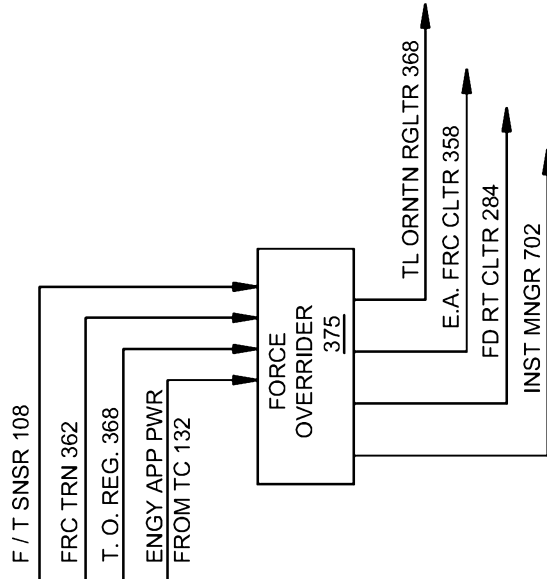 F / T SNSR 108
FRC TRN 362
T. O. REG. 368
ENGY APP PWR
FROM TC 132
FORCE
OVERRIDER
375
TL ORNTN RGLTR 368
E.A. FRC CLTR 358
FD RT CLTR 284
INST MNGR 702